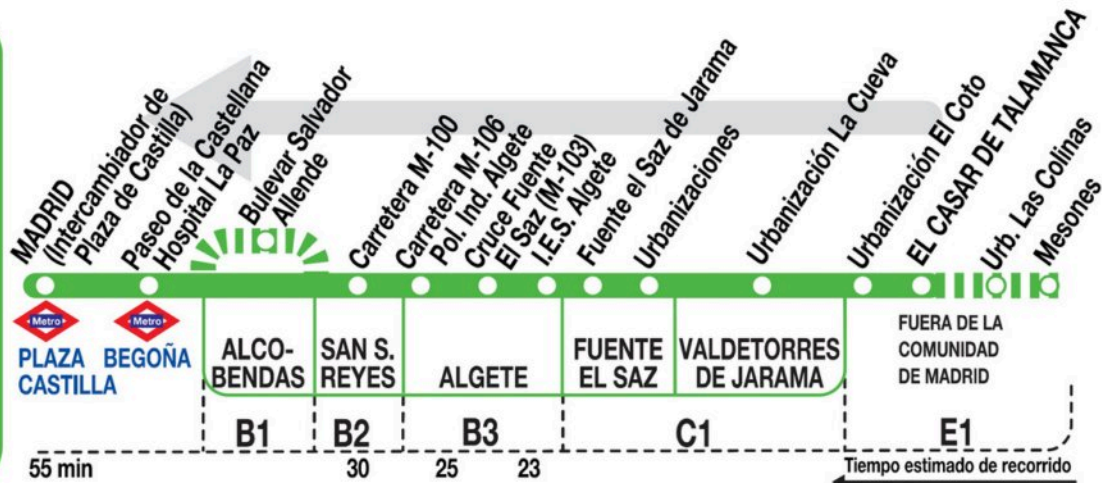 MADRID
(Intercambiador de
Plaza de Castilla)
Paseo de la Castellana
Hospital La Paz
Bulevar Salvador
Allende
Carretera M-100
Carretera M-106
Pol. Ind. Algete
Cruce Fuente
El Saz (M-103)
I.E.S. Algete
Fuente el Saz de Jarama
Urbanizaciones
Urbanización La Cueva
Urbanización El Coto
EL CASAR DE TALAMANCA
Urb. Las Colinas
Mesones
Metro
PLAZA
CASTILLA
Metro
BEGOÑA
ALCO-
BENDAS
SAN S.
REYES
ALGETE
FUENTE
EL SAZ
VALDETORRES
DE JARAMA
FUERA DE LA
COMUNIDAD
DE MADRID
B1
B2
B3
C1
E1
55 min
30
25
23
Tiempo estimado de recorrido